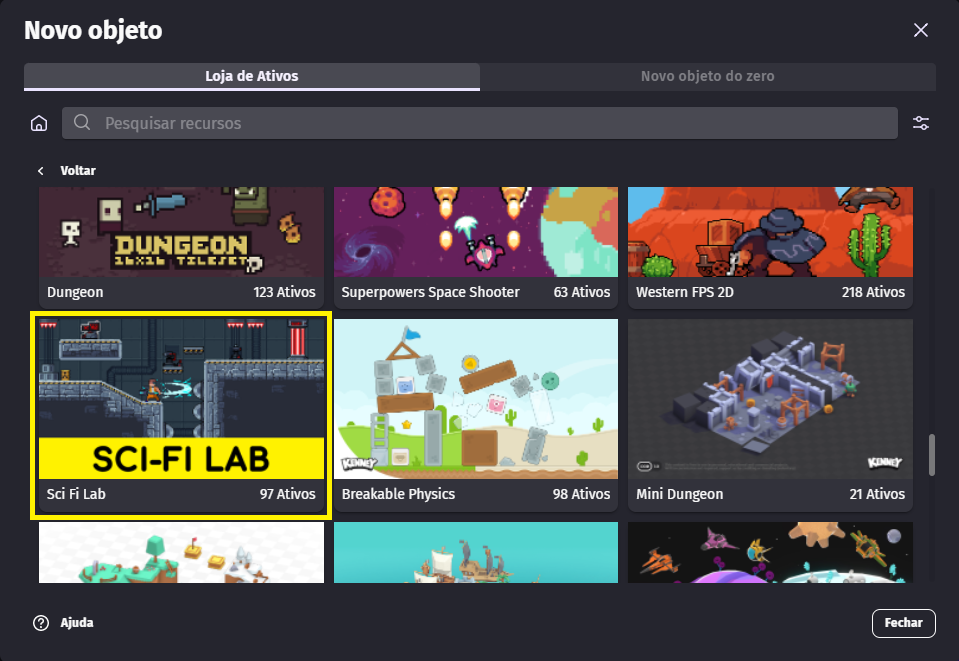 Novo objeto
Loja de Ativos
Novo objeto do zero
Pesquisar recursos
Voltar
DUNGEON
16X16 TILESET
Dungeon
123 Ativos
Superpowers Space Shooter
63 Ativos
Western FPS 2D
218 Ativos
SCI-FI LAB
Sci Fi Lab
97 Ativos
KENNEY
Breakable Physics
98 Ativos
KENNEY
Mini Dungeon
21 Ativos
Ajuda
Fechar